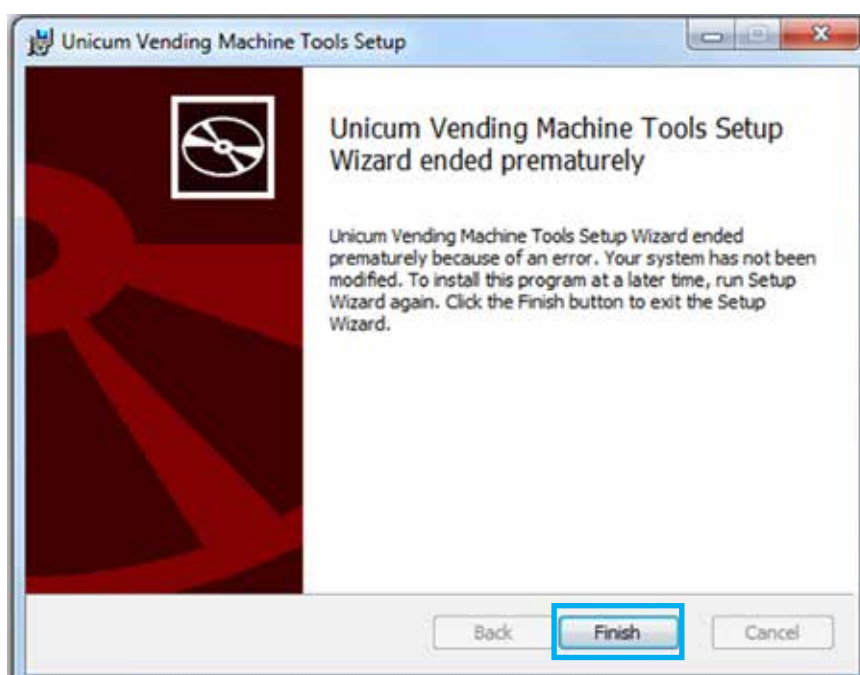 Unicum Vending Machine Tools Setup
Unicum Vending Machine Tools Setup
Wizard ended prematurely
Unicum Vending Machine Tools Setup Wizard ended
prematurely because of an error. Your system has not been
modified. To install this program at a later time, run Setup
Wizard again. Click the Finish button to exit the Setup
Wizard.
Back Finish Cancel